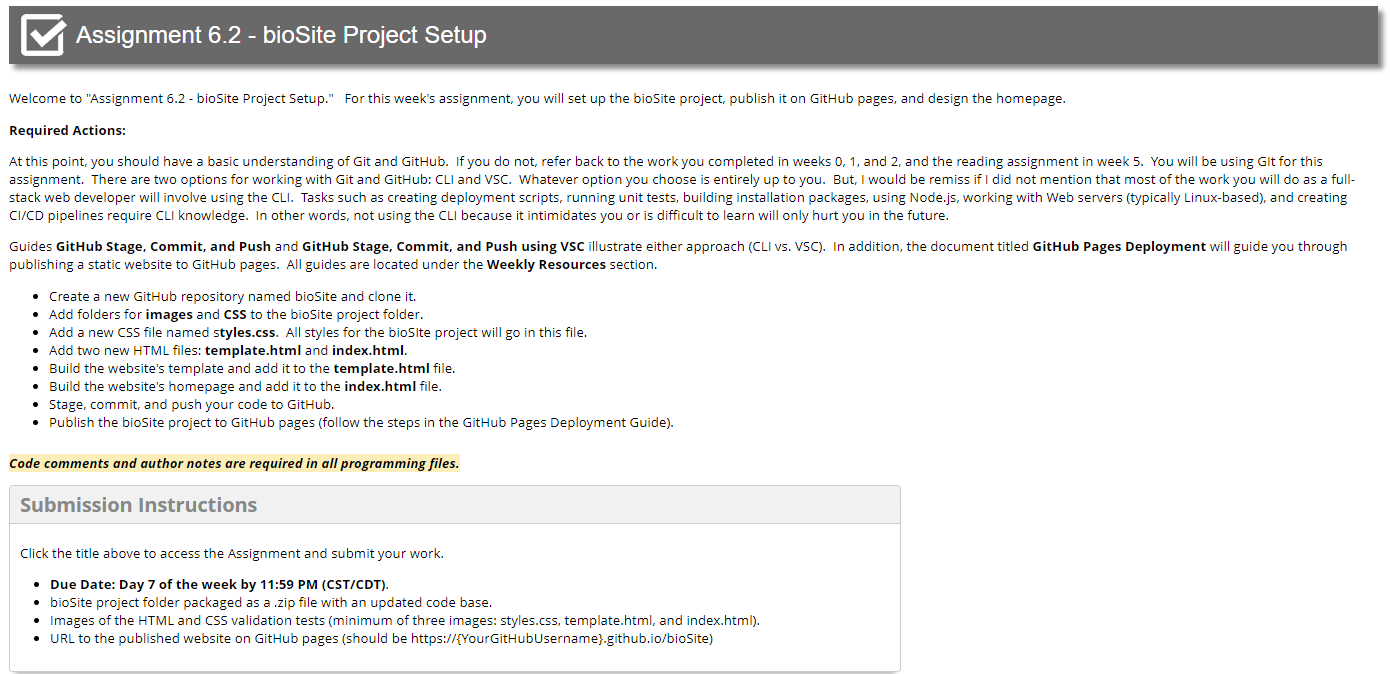 Assignment 6.2 - bioSite Project Setup
Welcome to "Assignment 6.2 - bioSite Project Setup."   For this week's assignment, you will set up the bioSite project, publish it on GitHub pages, and design the homepage.
Required Actions:
At this point, you should have a basic understanding of Git and GitHub.  If you do not, refer back to the work you completed in weeks 0, 1, and 2, and the reading assignment in week 5.  You will be using GIt for this
assignment.  There are two options for working with Git and GitHub: CLI and VSC.  Whatever option you choose is entirely up to you.  But, I would be remiss if I did not mention that most of the work you will do as a full-
stack web developer will involve using the CLI.  Tasks such as creating deployment scripts, running unit tests, building installation packages, using Node.js, working with Web servers (typically Linux-based), and creating
CI/CD pipelines require CLI knowledge.  In other words, not using the CLI because it intimidates you or is difficult to learn will only hurt you in the future.
Guides GitHub Stage, Commit, and Push and GitHub Stage, Commit, and Push using VSC illustrate either approach (CLI vs. VSC).  In addition, the document titled GitHub Pages Deployment will guide you through
publishing a static website to GitHub pages.  All guides are located under the Weekly Resources section.
• Create a new GitHub repository named bioSite and clone it.
• Add folders for images and CSS to the bioSite project folder.
• Add a new CSS file named styles.css.  All styles for the bioSIte project will go in this file.
• Add two new HTML files: template.html and index.html.
• Build the website's template and add it to the template.html file.
• Build the website's homepage and add it to the index.html file.
• Stage, commit, and push your code to GitHub.
• Publish the bioSite project to GitHub pages (follow the steps in the GitHub Pages Deployment Guide).
Code comments and author notes are required in all programming files.
Submission Instructions
Click the title above to access the Assignment and submit your work.
• Due Date: Day 7 of the week by 11:59 PM (CST/CDT).
• bioSite project folder packaged as a .zip file with an updated code base.
• Images of the HTML and CSS validation tests (minimum of three images: styles.css, template.html, and index.html).
• URL to the published website on GitHub pages (should be https://{YourGitHubUsername}.github.io/bioSite)